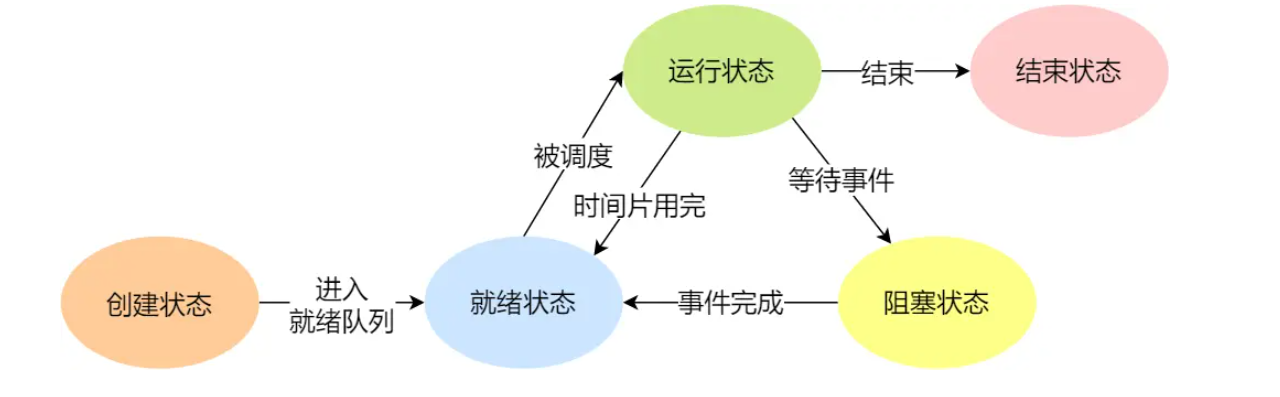 运行状态
结束
结束状态
被调度
等待事件
时间片用完
创建状态
进入
就绪队列
就绪状态
事件完成
阻塞状态